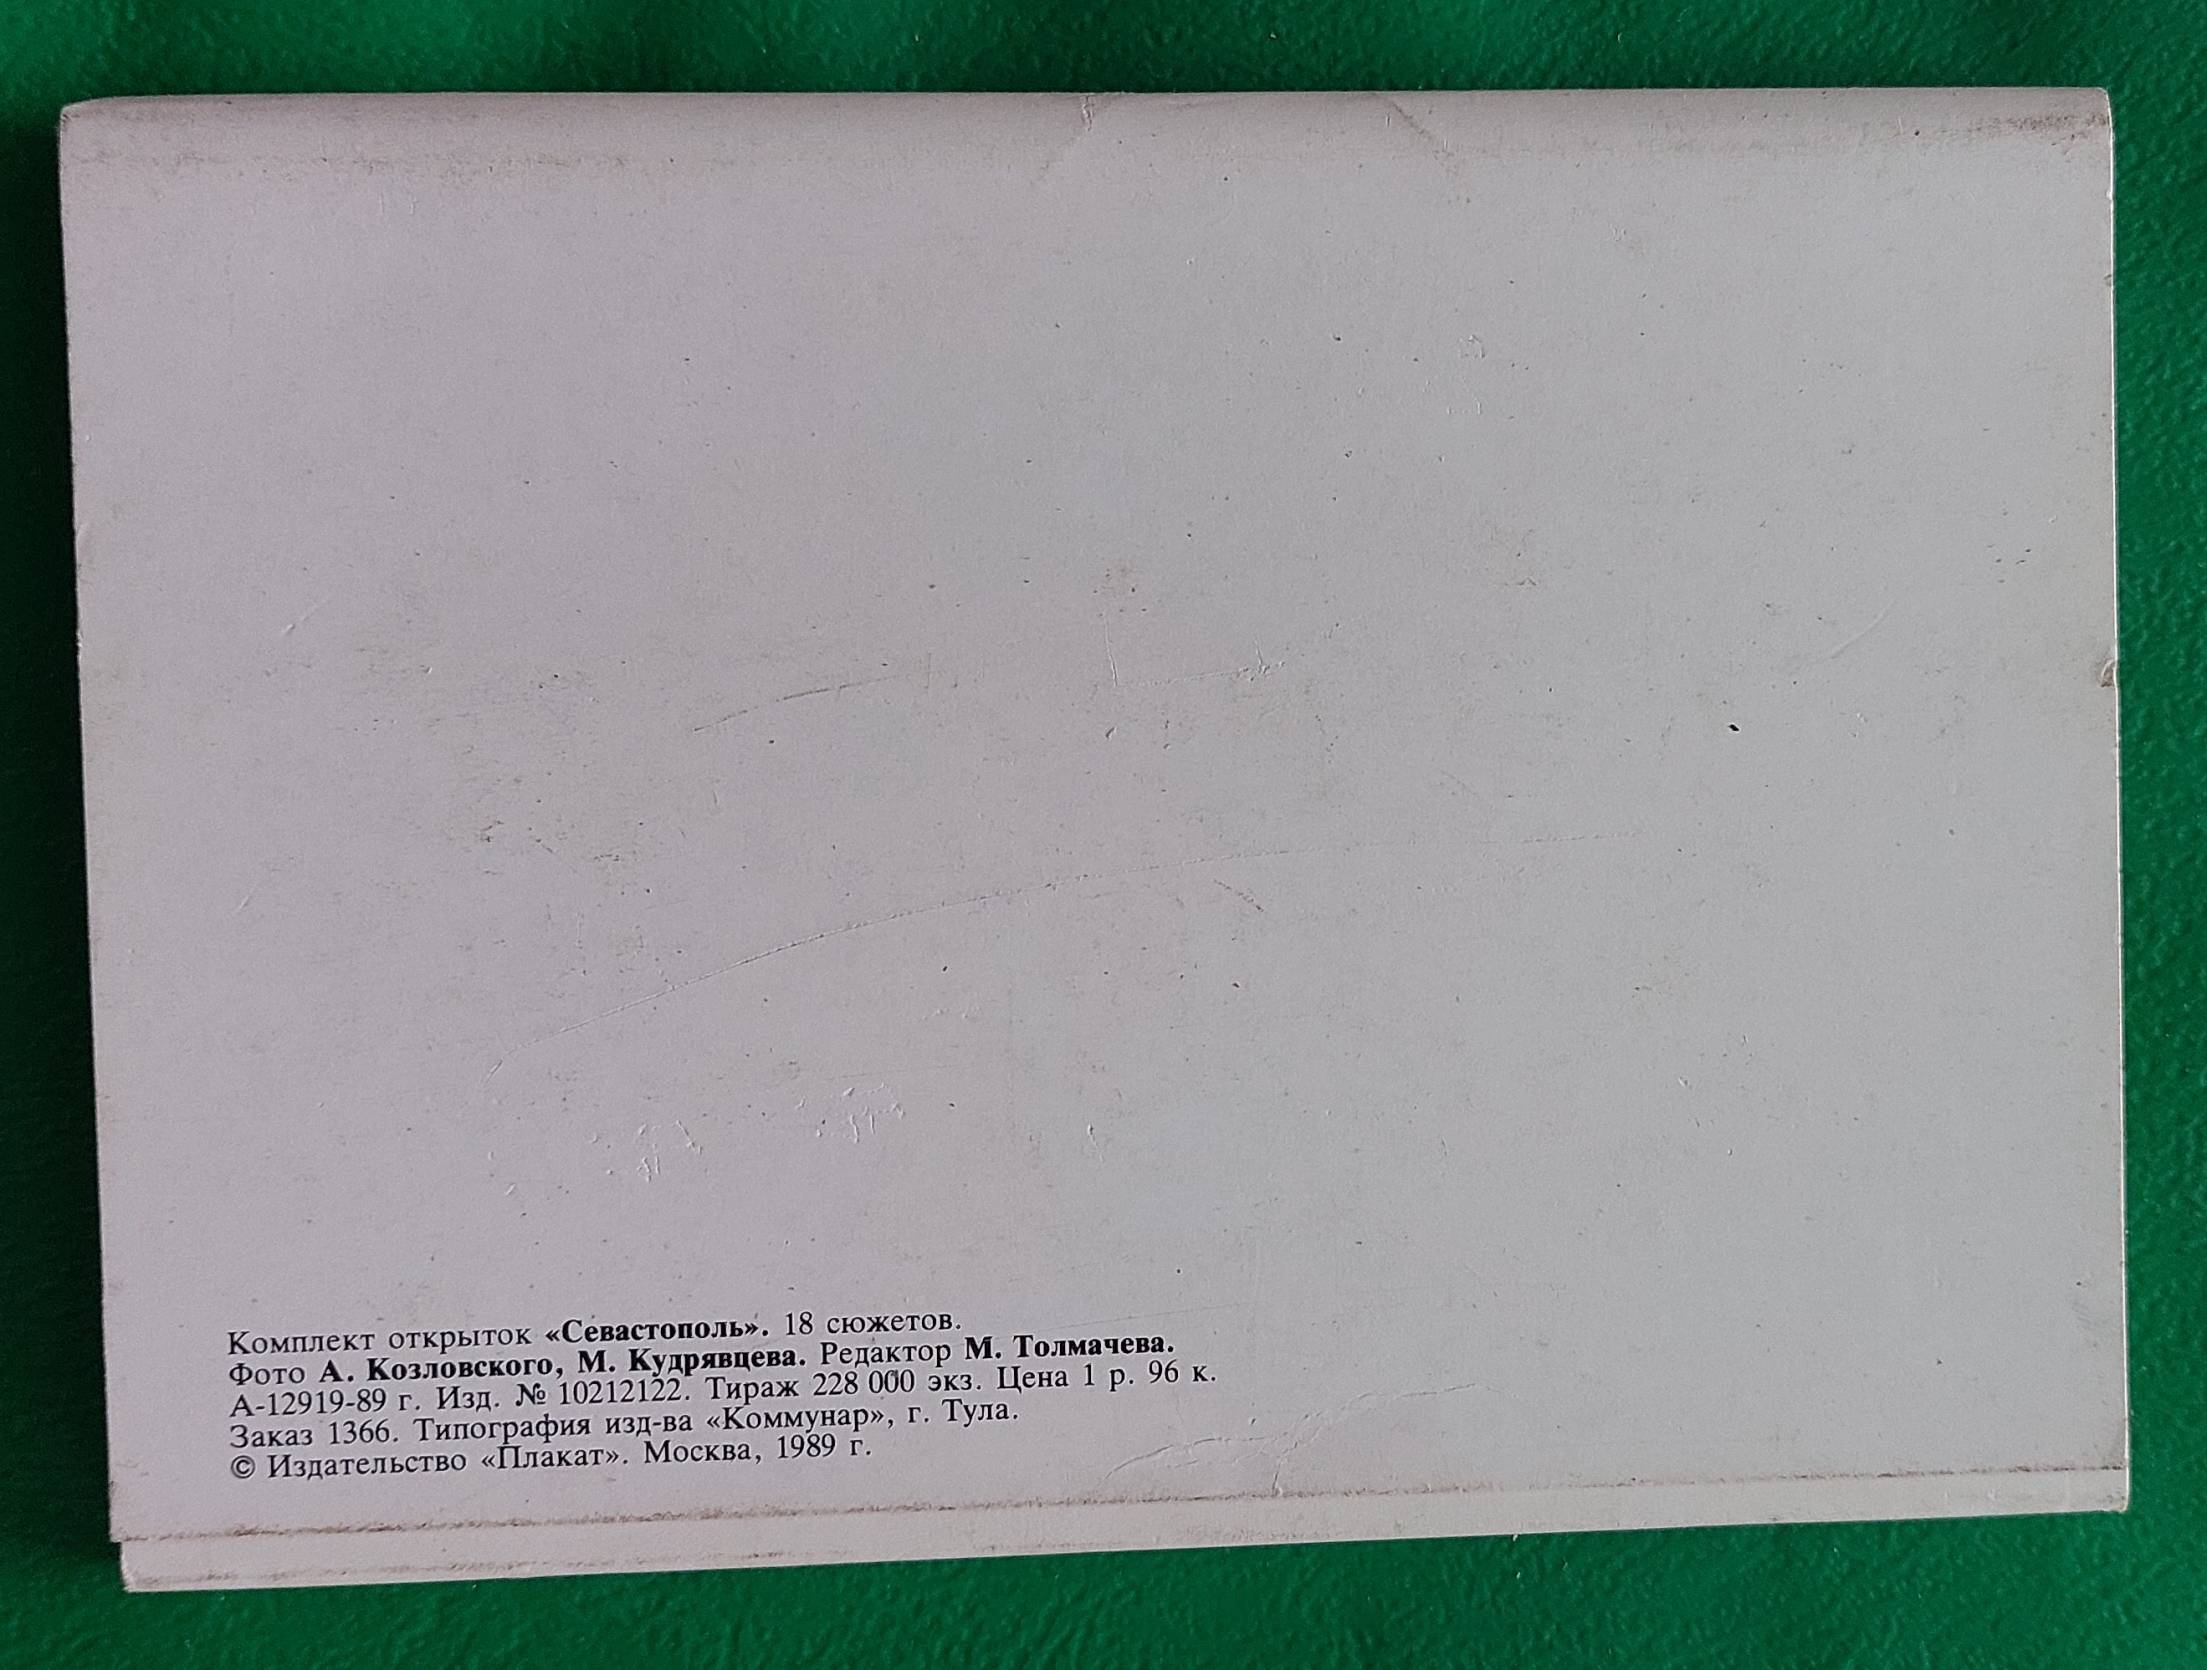 Комплект открыток «Севастополь». 18 сюжетов.
Фото А. Козловского, М. Кудрявцева. Редактор М. Толмачева.
А-12919-89 г. Изд. № 10212122. Тираж 228 000 экз. Цена 1 р. 96 к.
Заказ 1366. Типография изд-ва «Коммунар», г. Тула.
© Издательство «Плакат». Москва, 1989 г.